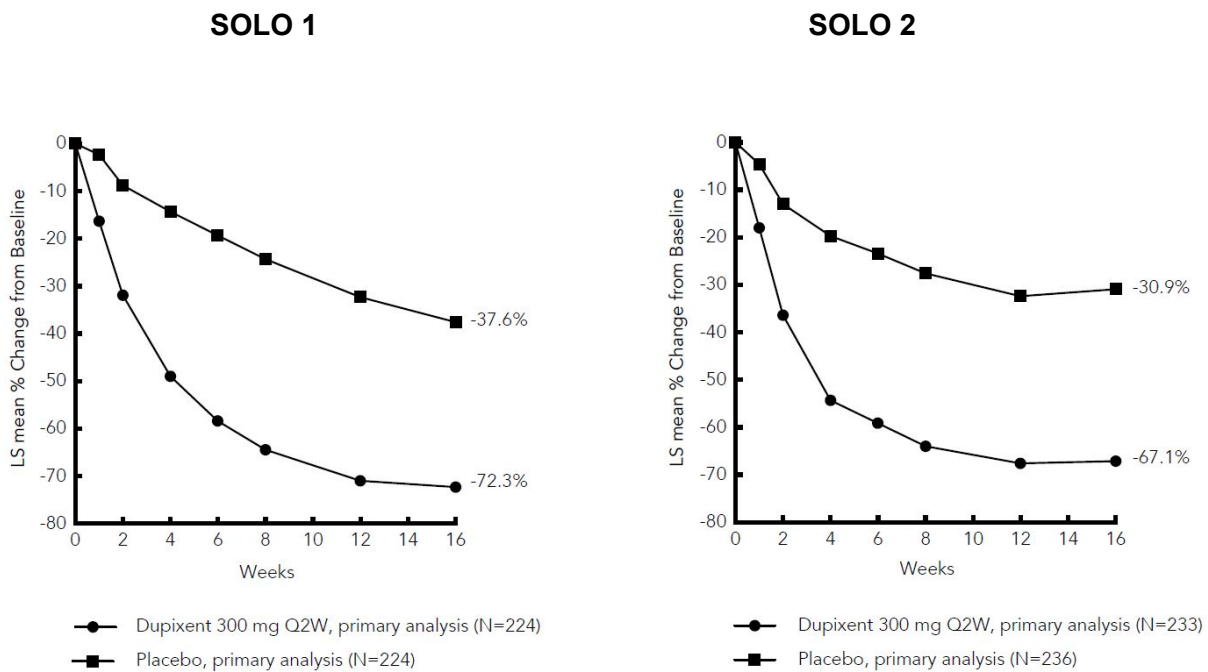 SOLO 1
SOLO 2
LS mean % Change from Baseline
0
-10
-20
-30
-40
-50
-60
-70
-80
-37.6%
-72.3%
0 2 4 6 8 10 12 14 16
Weeks
Dupixent 300 mg Q2W, primary analysis (N=224)
Placebo, primary analysis (N=224)
LS mean % Change from Baseline
0
-10
-20
-30
-40
-50
-60
-70
-80
-30.9%
-67.1%
0 2 4 6 8 10 12 14 16
Weeks
Dupixent 300 mg Q2W, primary analysis (N=233)
Placebo, primary analysis (N=236)